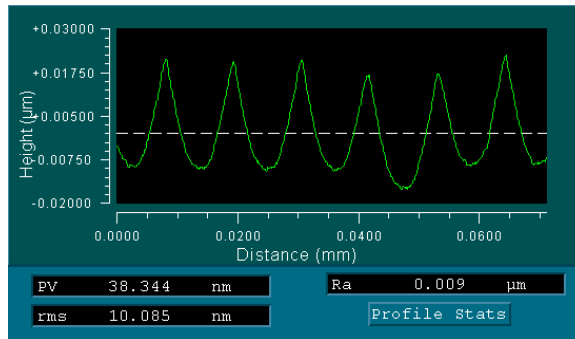 +0.03000
+0.01750
+0.00500
-0.00750
-0.02000
Height (µm)
0.0000 0.0200 0.0400 0.0600
Distance (mm)
PV 38.344 nm
Ra 0.009 µm
rms 10.085 nm
Profile Stats